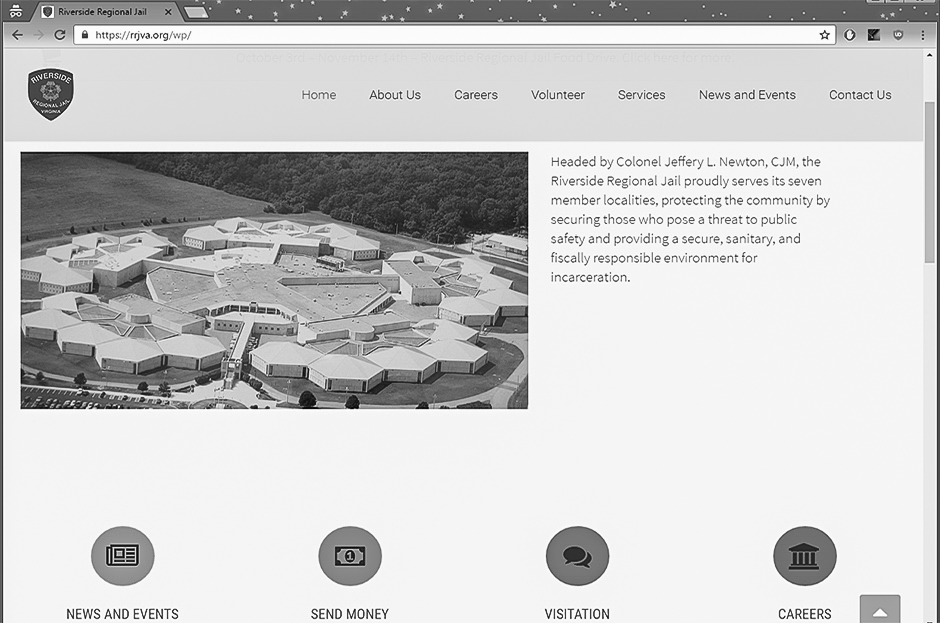 Riverside Regional Jail
https://rrjva.org/wp/
RIVERSIDE
REGIONAL JAIL
VIRGINIA
Home
About Us
Careers
Volunteer
Services
News and Events
Contact Us
Headed by Colonel Jeffery L. Newton, CJM, the
Riverside Regional Jail proudly serves its seven
member localities, protecting the community by
securing those who pose a threat to public
safety and providing a secure, sanitary, and
fiscally responsible environment for
incarceration.
1
NEWS AND EVENTS
SEND MONEY
VISITATION
CAREERS